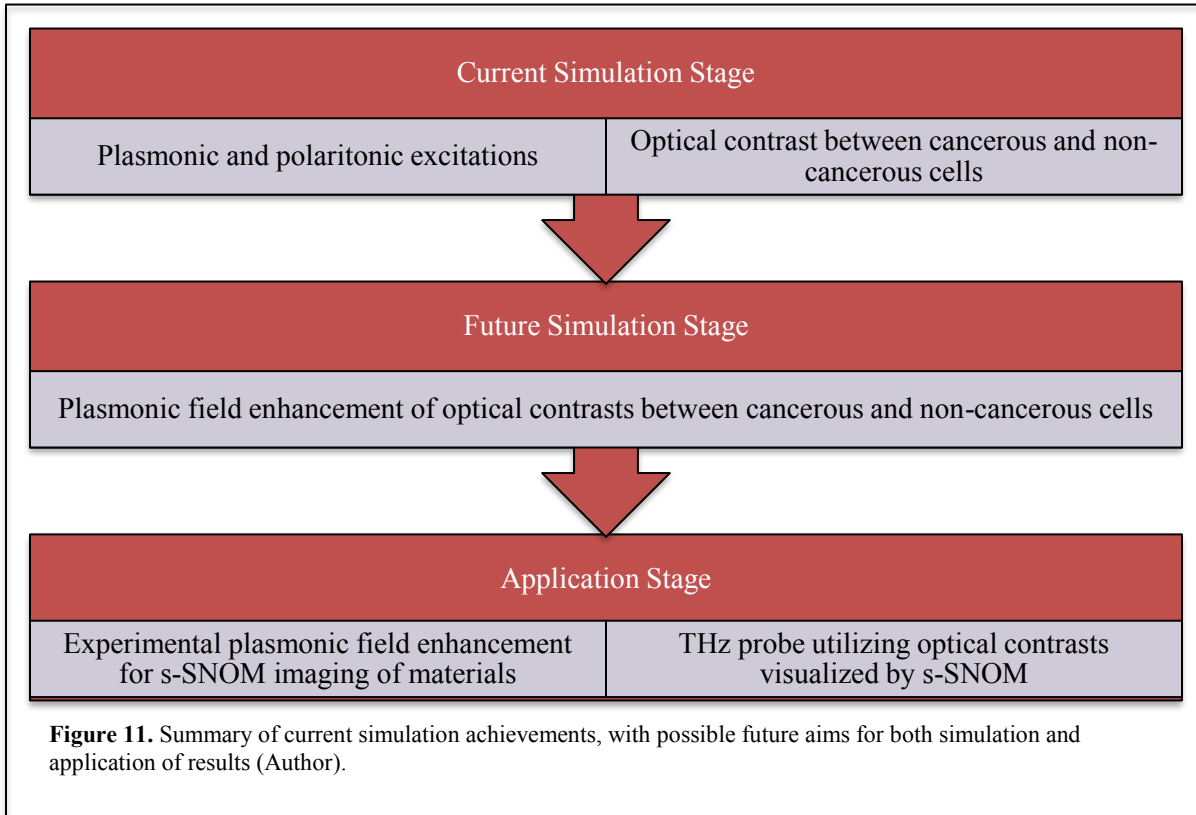 Current Simulation Stage
Plasmonic and polaritonic excitations
Optical contrast between cancerous and non-
cancerous cells
Future Simulation Stage
Plasmonic field enhancement of optical contrasts between cancerous and non-cancerous cells
Application Stage
Experimental plasmonic field enhancement
for s-SNOM imaging of materials
THz probe utilizing optical contrasts
visualized by s-SNOM
Figure 11. Summary of current simulation achievements, with possible future aims for both simulation and
application of results (Author).